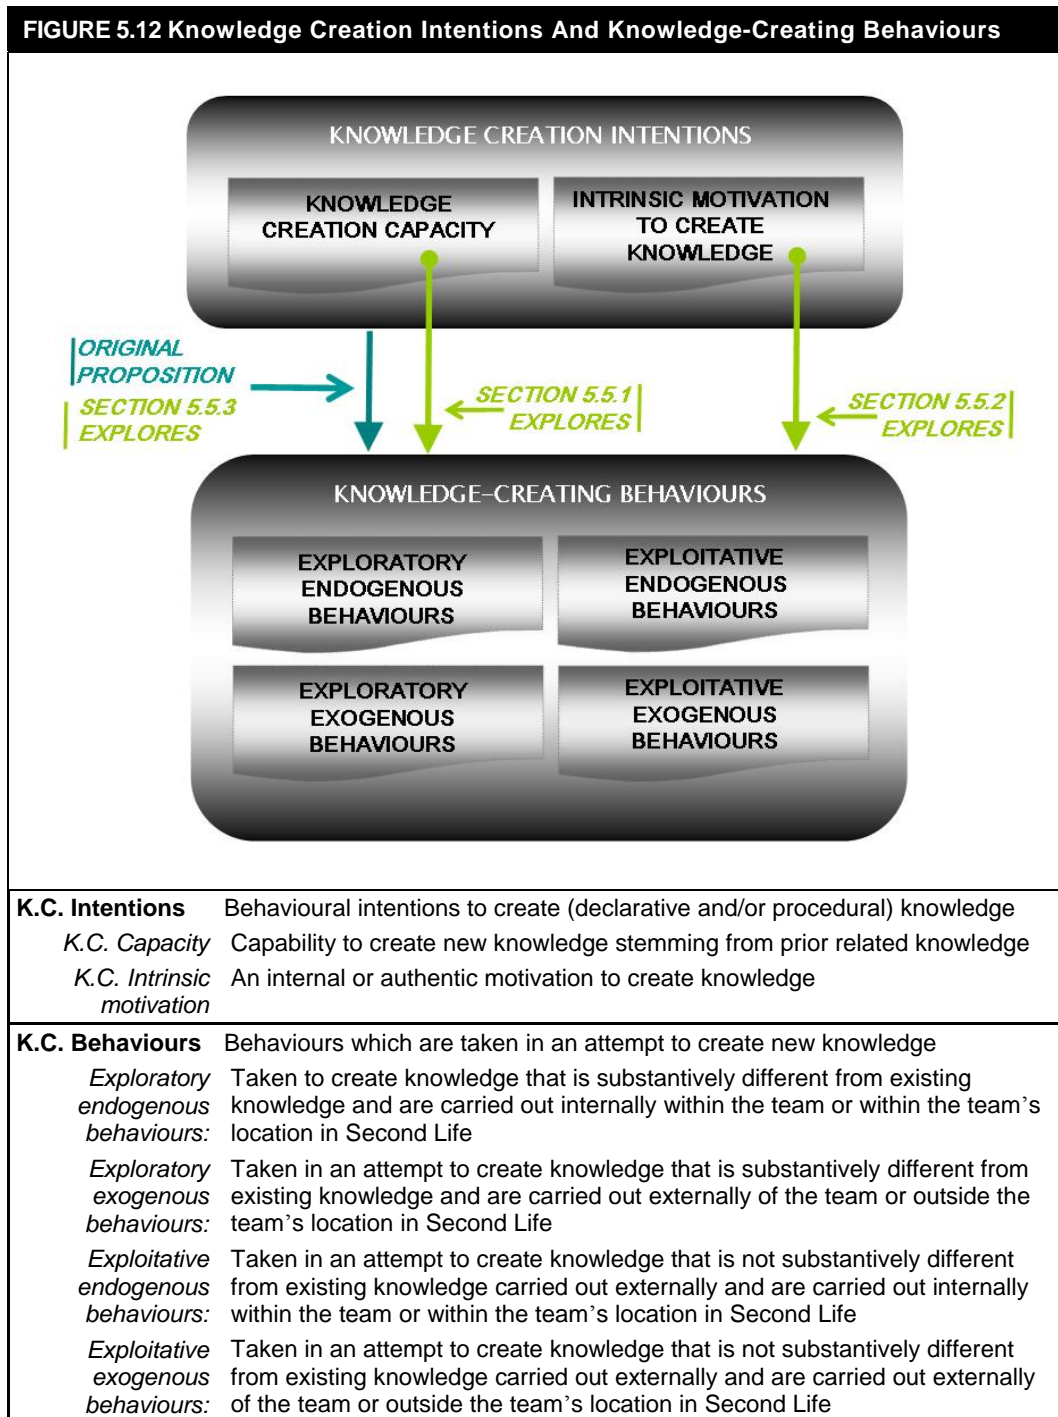 FIGURE 5.12 Knowledge Creation Intentions And Knowledge-Creating Behaviours
KNOWLEDGE CREATION INTENTIONS
KNOWLEDGE
CREATION CAPACITY
INTRINSIC MOTIVATION
TO CREATE
KNOWLEDGE
ORIGINAL
PROPOSITION
SECTION 5.5.3
EXPLORES
SECTION 5.5.1
EXPLORES
SECTION 5.5.2
EXPLORES
KNOWLEDGE-CREATING BEHAVIOURS
EXPLORATORY
ENDOGENOUS
BEHAVIOURS
EXPLOITATIVE
ENDOGENOUS
BEHAVIOURS
EXPLORATORY
EXOGENOUS
BEHAVIOURS
EXPLOITATIVE
EXOGENOUS
BEHAVIOURS
K.C. Intentions Behavioural intentions to create (declarative and/or procedural) knowledge
K.C. Capacity Capability to create new knowledge stemming from prior related knowledge
K.C. Intrinsic An internal or authentic motivation to create knowledge
motivation
K.C. Behaviours Behaviours which are taken in an attempt to create new knowledge
Exploratory Taken to create knowledge that is substantively different from existing
endogenous knowledge and are carried out internally within the team or within the team's
behaviours: location in Second Life
Exploratory Taken in an attempt to create knowledge that is substantively different from
exogenous existing knowledge and are carried out externally of the team or outside the
behaviours: team's location in Second Life
Exploitative Taken in an attempt to create knowledge that is not substantively different
endogenous from existing knowledge carried out externally and are carried out internally
behaviours: within the team or within the team's location in Second Life
Exploitative Taken in an attempt to create knowledge that is not substantively different
exogenous from existing knowledge carried out externally and are carried out externally
behaviours: of the team or outside the team's location in Second Life